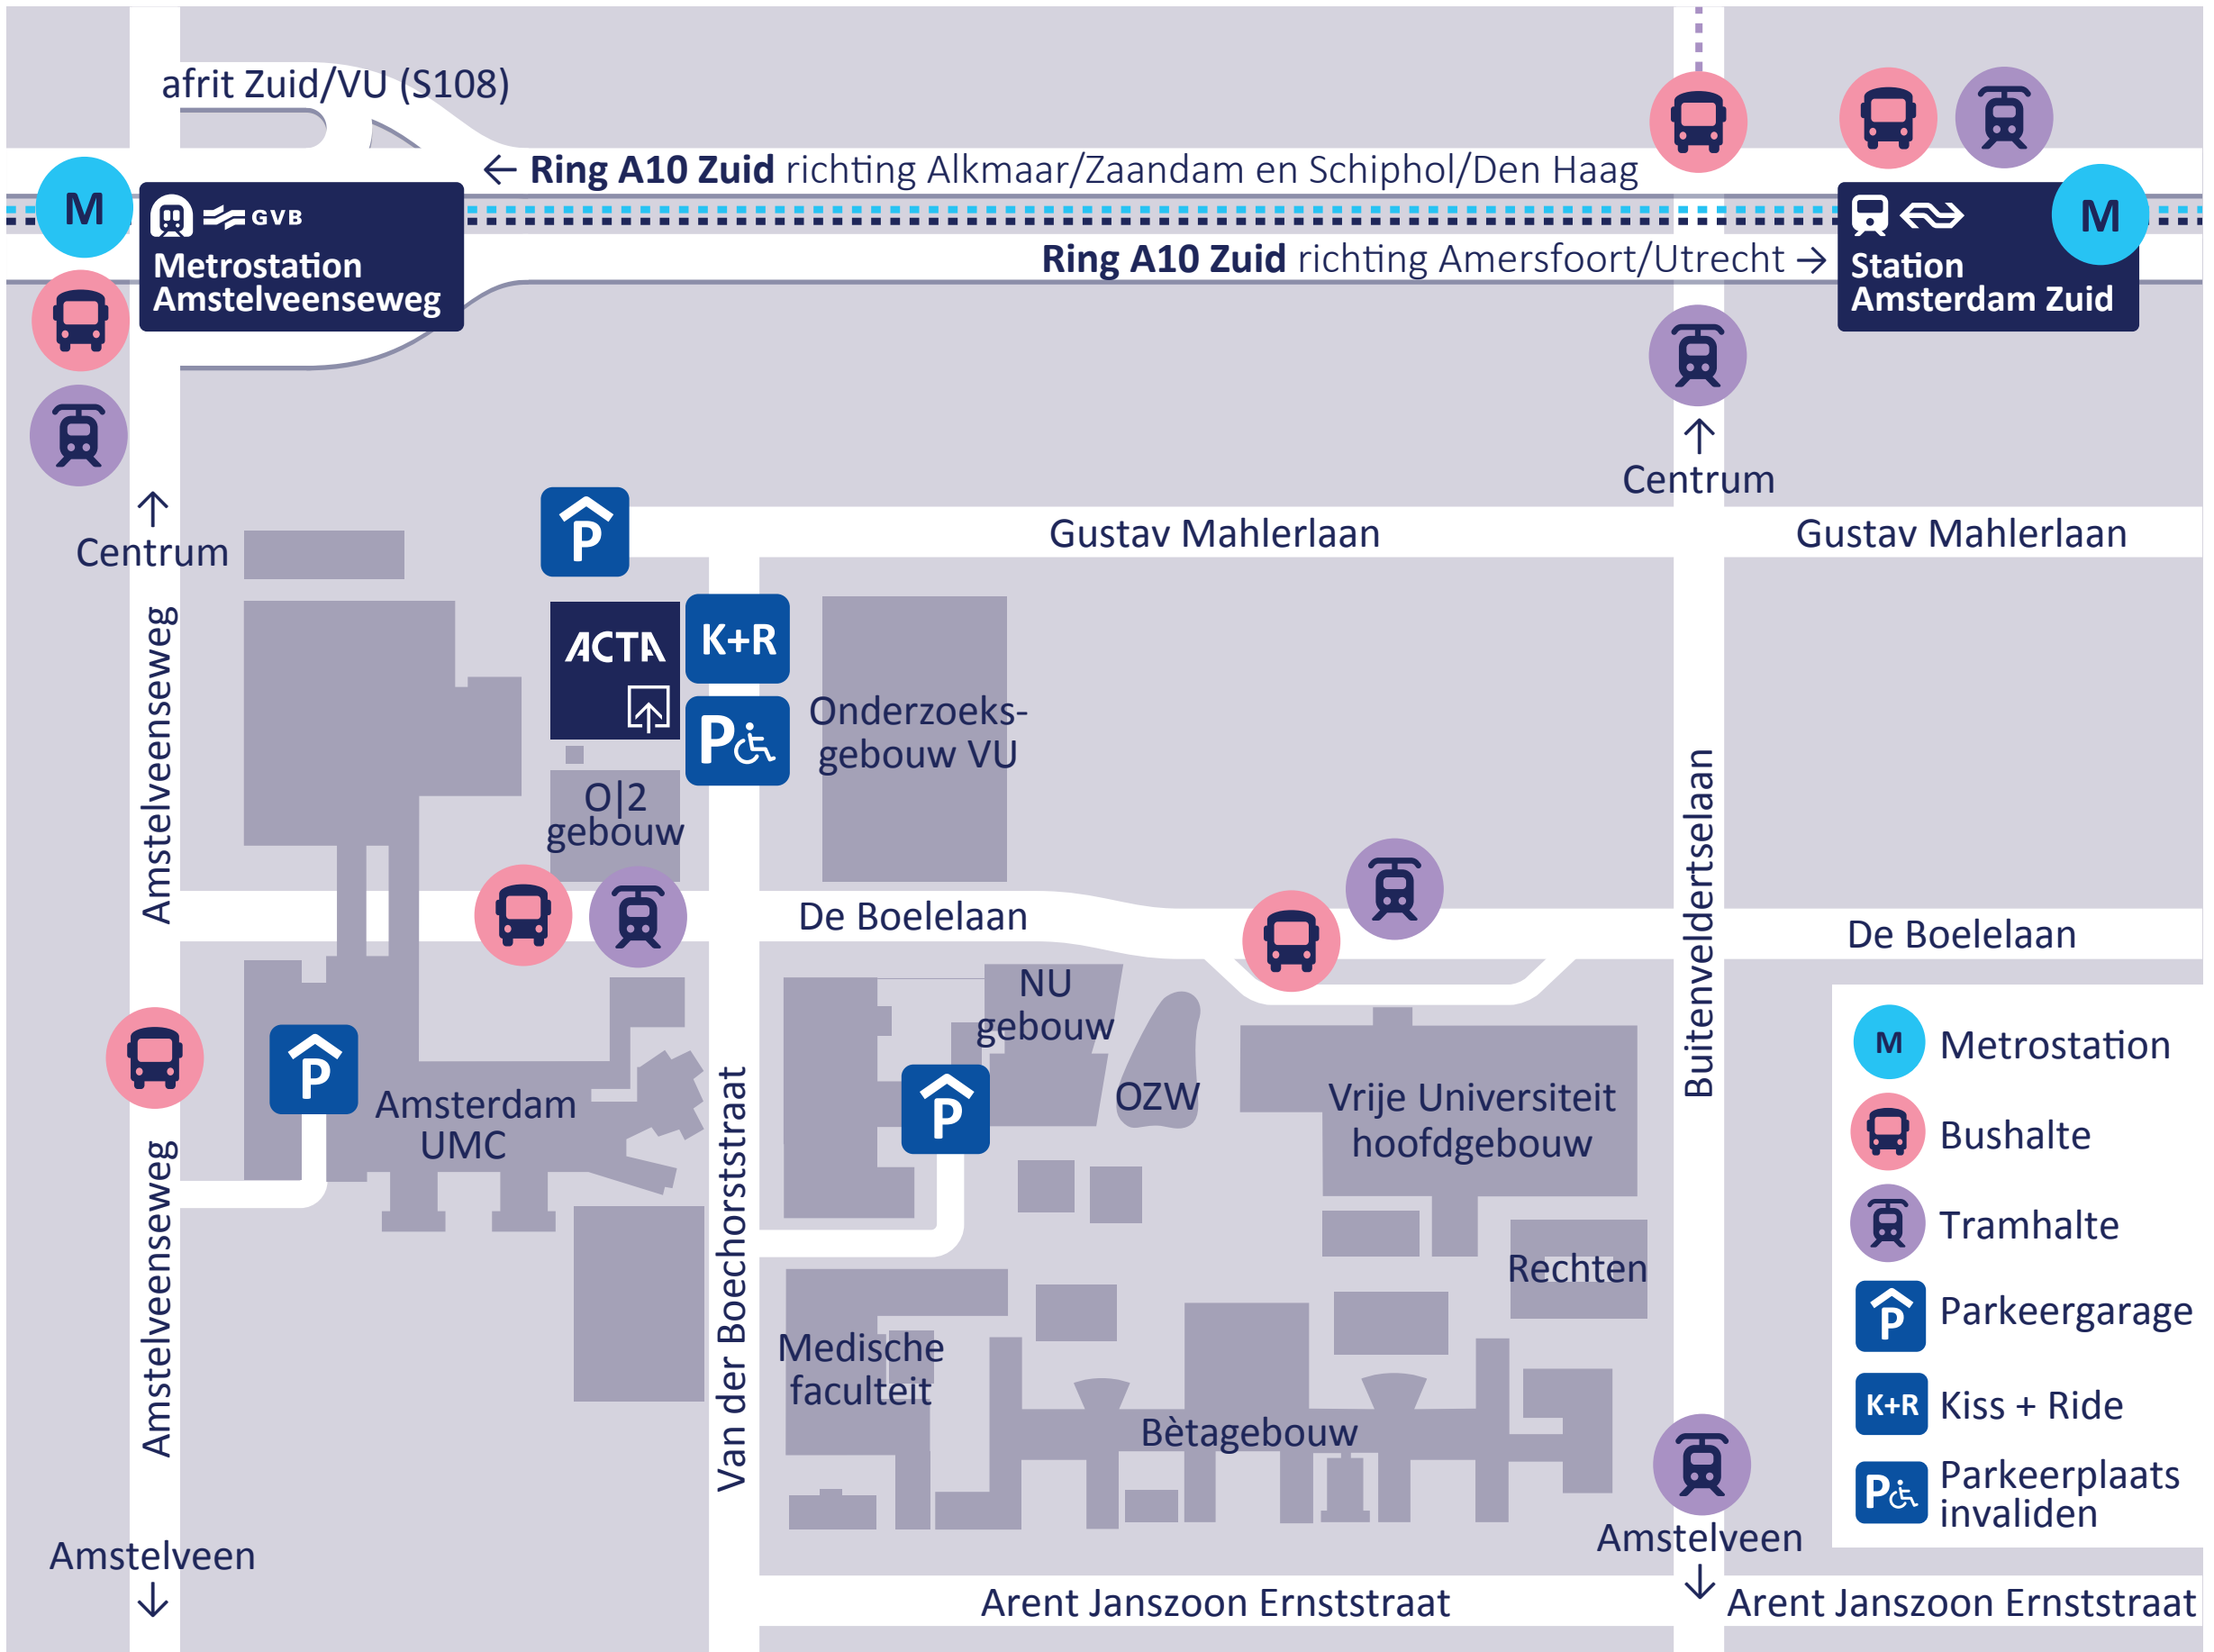 afrit Zuid/VU (S108)
← Ring A10 Zuid richting Alkmaar/Zaandam en Schiphol/Den Haag
M
GVB
Metrostation
Amstelveenseweg
Ring A10 Zuid richting Amersfoort/Utrecht →
M
Station
Amsterdam Zuid
↑
Centrum
↑
Centrum
P
Gustav Mahlerlaan
Gustav Mahlerlaan
Amstelveenseweg
ACTA
K+R
P
Onderzoeks-
gebouw VU
O|2
gebouw
Buitenveldertselaan
De Boelelaan
De Boelelaan
NU
gebouw
P
P
OZW
Amsterdam
UMC
Vrije Universiteit
hoofdgebouw
Amstelveenseweg
Van der Boechorststraat
Rechten
Medische
faculteit
Bètagebouw
M
Metrostation
Bushalte
Tramhalte
P
Parkeergarage
K+R
Kiss + Ride
P
Parkeerplaats
invaliden
Amstelveen
↓
Amstelveen
↓
Arent Janszoon Ernststraat
Arent Janszoon Ernststraat